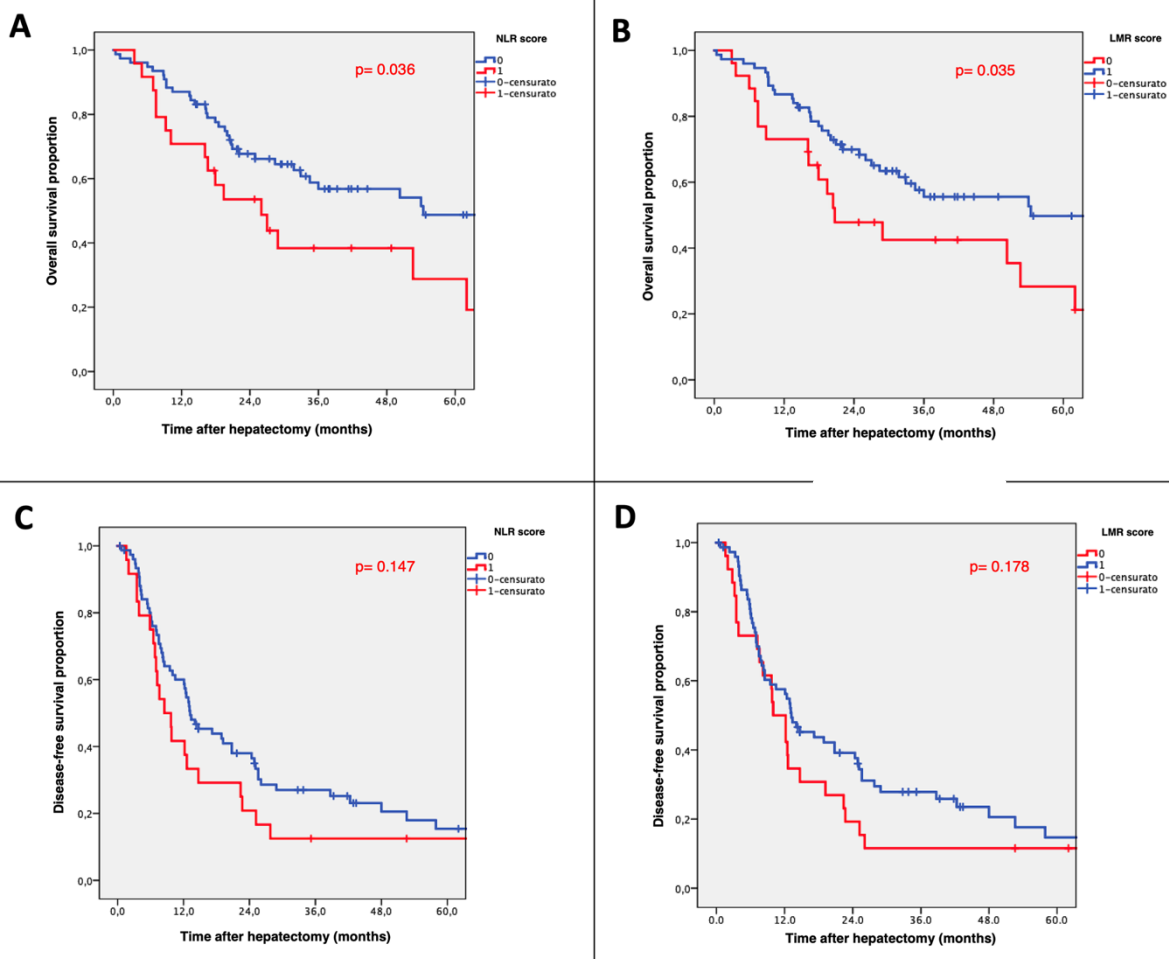 A
NLR score
0
1
0-censurato
1-censurato
p= 0.036
1,0
0,8
0,6
0,4
0,2
0,0
Overall survival proportion
0,0 12,0 24,0 36,0 48,0 60,0
Time after hepatectomy (months)
B
LMR score
0
1
0-censurato
1-censurato
p= 0.035
1,0
0,8
0,6
0,4
0,2
0,0
Overall survival proportion
0,0 12,0 24,0 36,0 48,0 60,0
Time after hepatectomy (months)
C
NLR score
0
1
0-censurato
1-censurato
p= 0.147
1,0
0,8
0,6
0,4
0,2
0,0
Disease-free survival proportion
0,0 12,0 24,0 36,0 48,0 60,0
Time after hepatectomy (months)
D
LMR score
0
1
0-censurato
1-censurato
p= 0.178
1,0
0,8
0,6
0,4
0,2
0,0
Disease-free survival proportion
0.0 12.0 24.0 36.0 48.0 60.0
Time after hepatectomy (months)